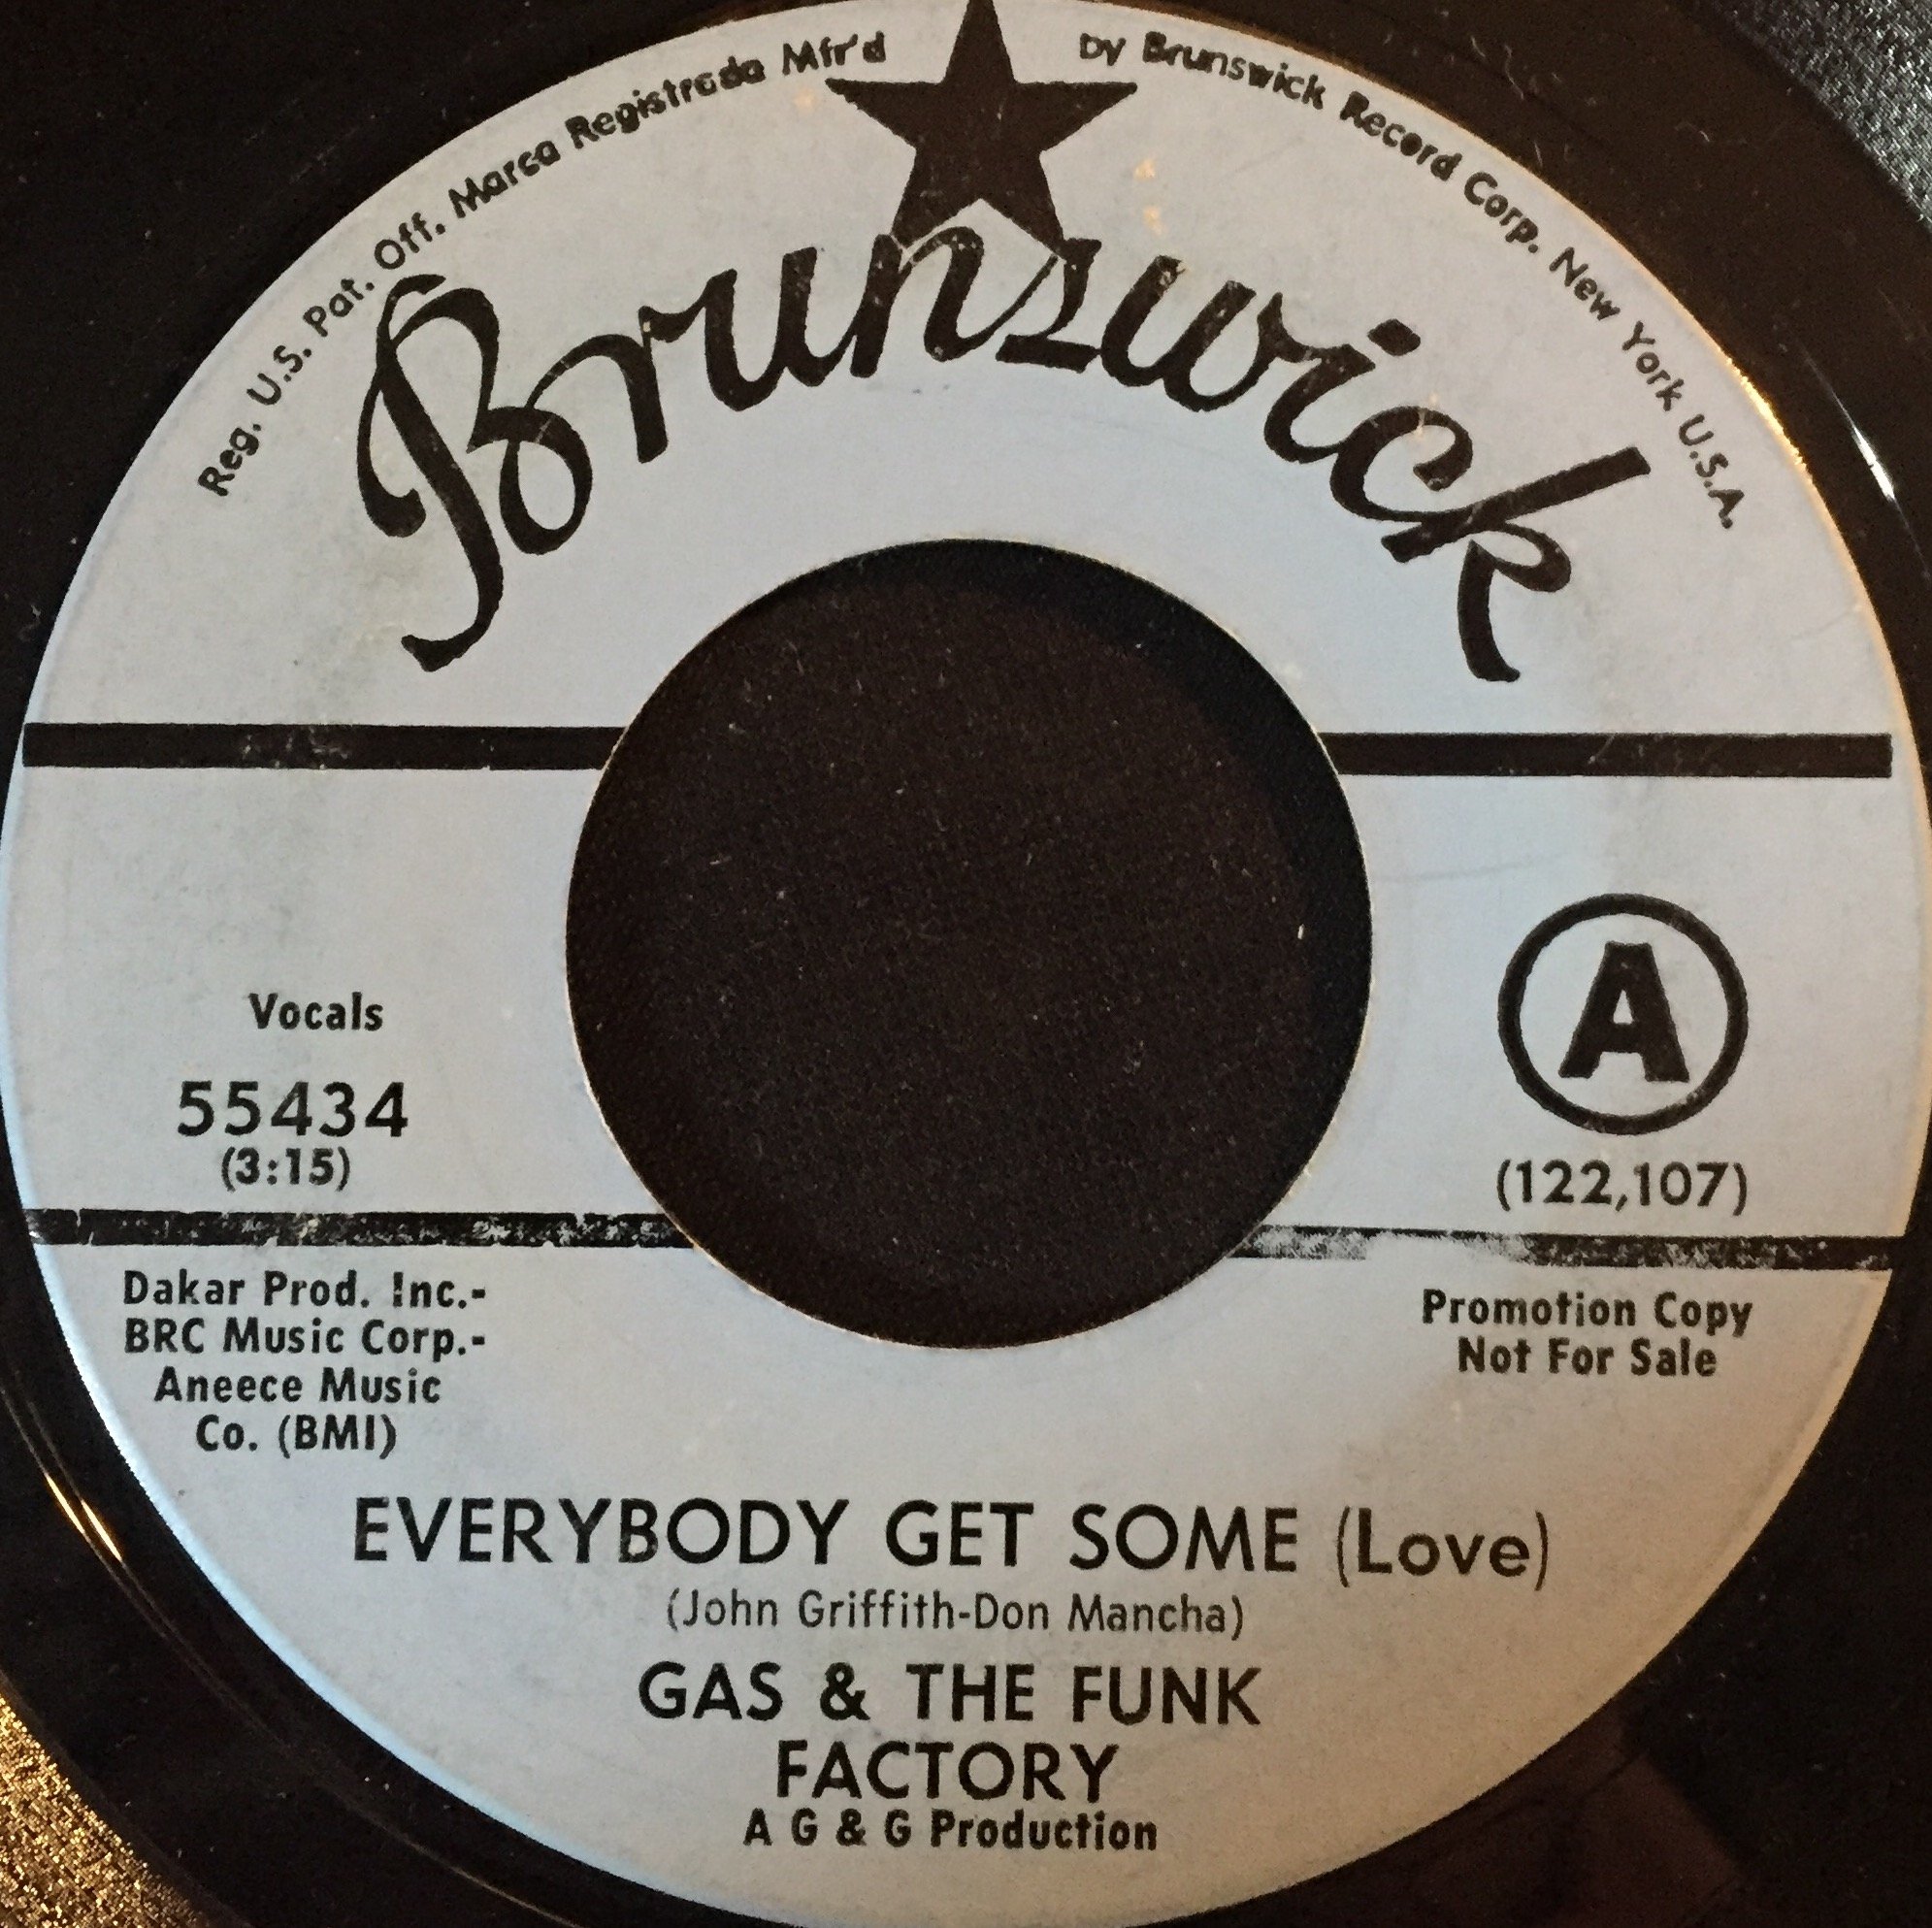 Reg. U.S. Pat. Off. Marca Registrada Mfr'd by Brunswick Record Corp. New York U.S.A.
Brunswick
Vocals
55434
(3:15)
A
(122,107)
Dakar Prod. Inc.-
BRC Music Corp.-
Aneece Music
Co. (BMI)
Promotion Copy
Not For Sale
EVERYBODY GET SOME (Love)
(John Griffith-Don Mancha)
GAS & THE FUNK
FACTORY
A G & G Production